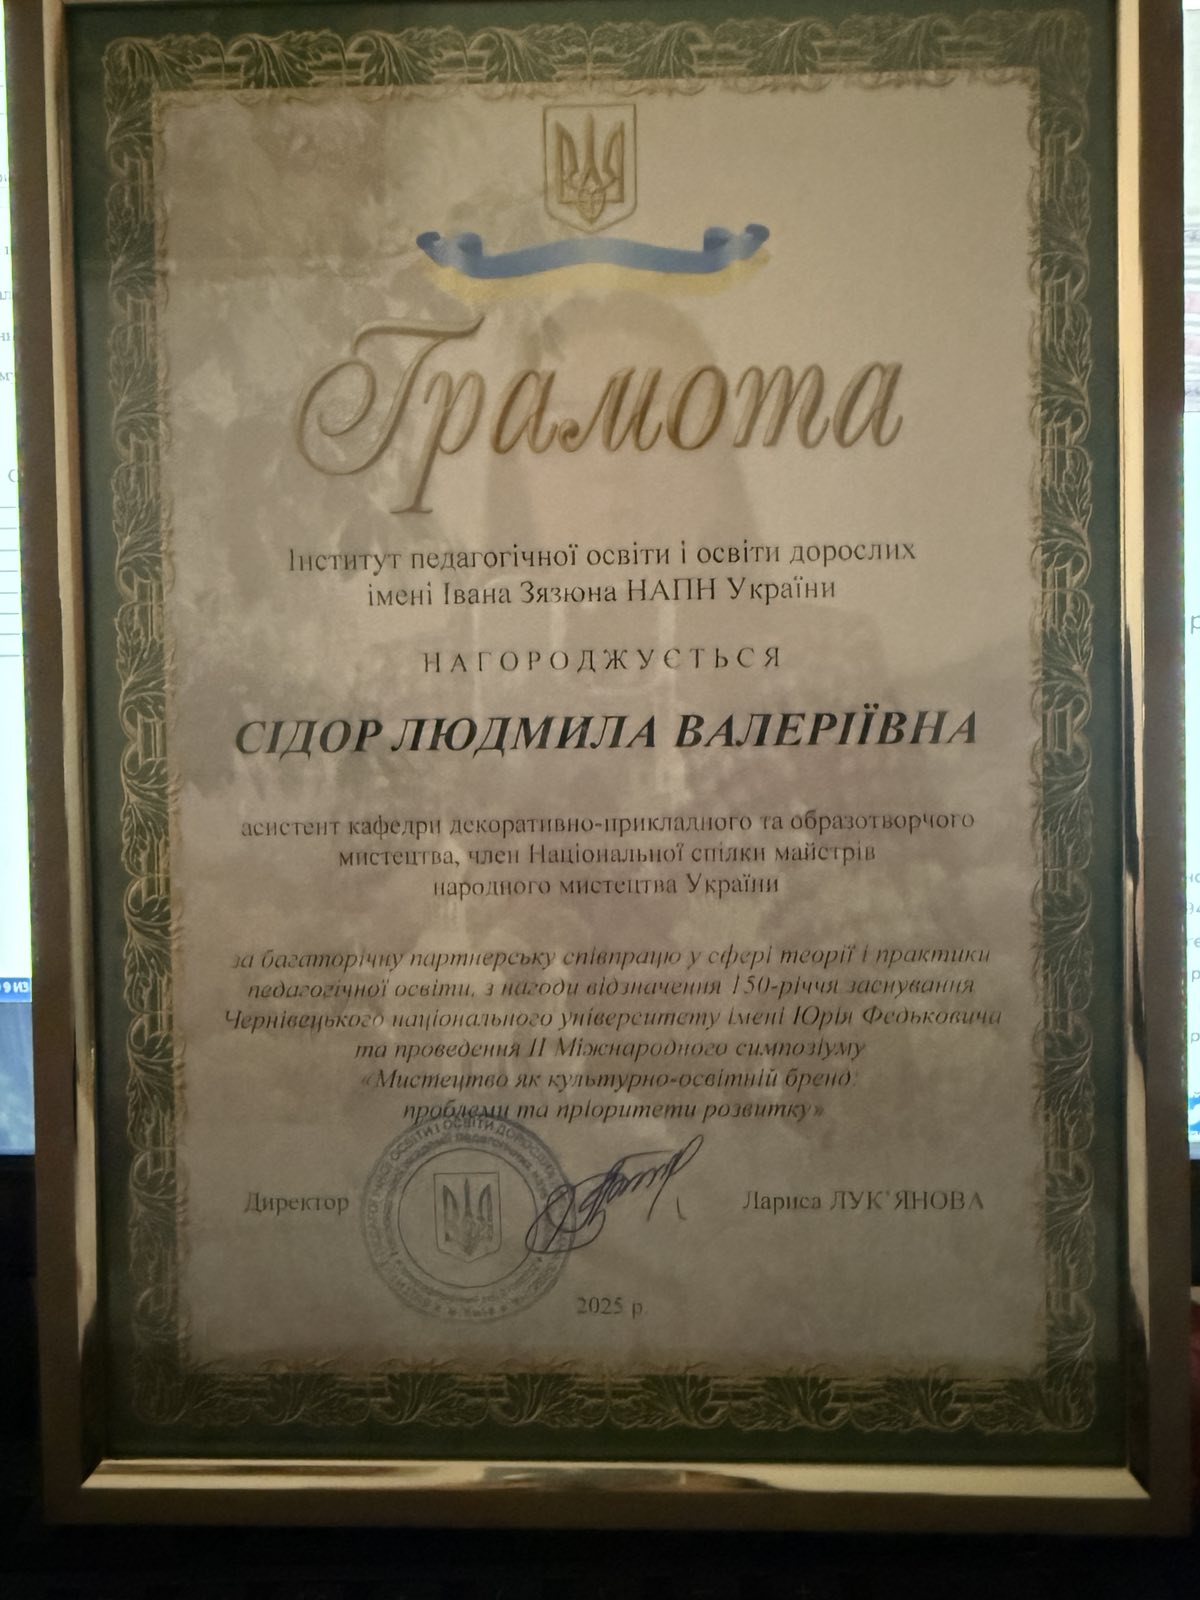 Грамота
Інститут педагогічної освіти і освіти дорослих
імені Івана Зязюна НАПН України
НАГОРОДЖУЄТЬСЯ
СІДОР ЛЮДМИЛА ВАЛЕРІЇВНА
асистент кафедри декоративно-прикладного та образотворчого
мистецтва, член Національної спілки майстрів
народного мистецтва України
за багаторічну партнерську співпрацю у сфері теорії і практики
педагогічної освіти, з нагоди відзначення 150-річчя заснування
Чернівецького національного університету імені Юрія Федьковича
та проведення ІІ Міжнародного симпозіуму
«Мистецтво як культурно-освітній бренд:
проблеми та пріоритети розвитку»
Директор
Лариса ЛУК'ЯНОВА
2025 р.